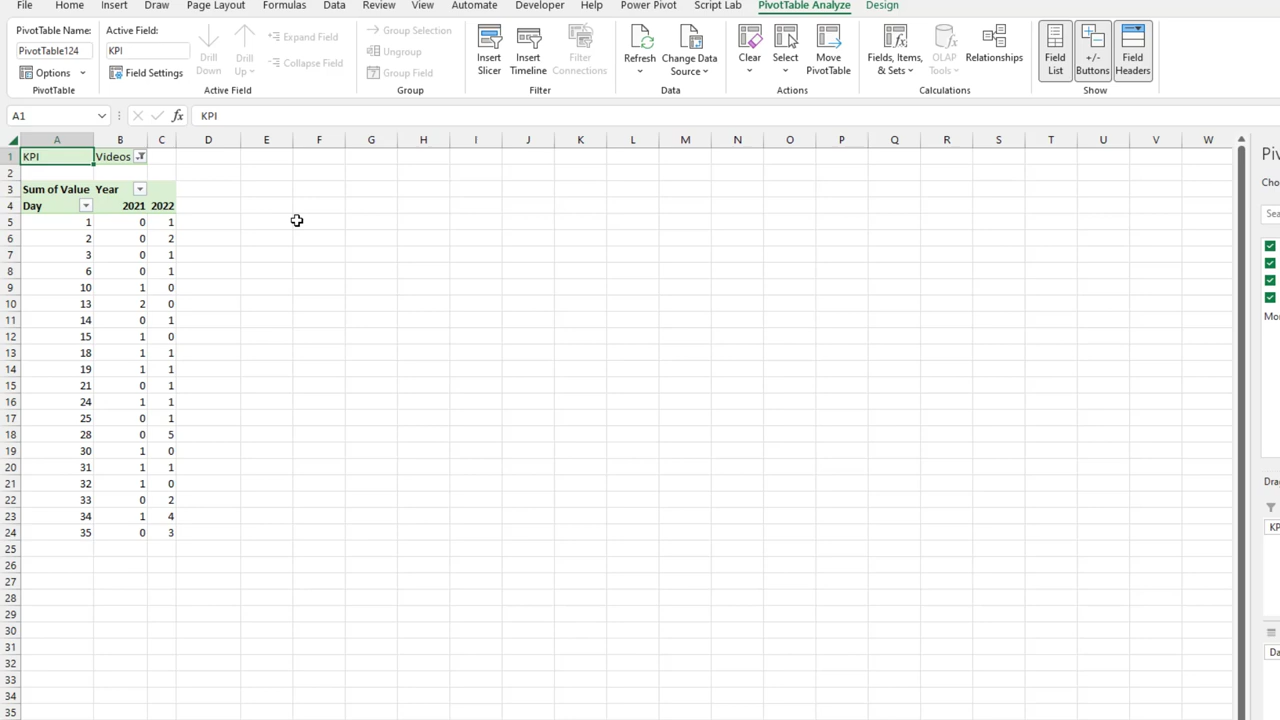 File Home Insert Draw Page Layout Formulas Data Review View Automate Developer Help Power Pivot Script Lab PivotTable Analyze Design
PivotTable Name:
PivotTable124
Options
PivotTable
Active Field:
KPI
Field Settings
Drill Down
Drill Up
Expand Field
Collapse Field
Active Field
Group Selection
Ungroup
Group Field
Group
Insert Slicer
Insert Timeline
Filter Connections
Filter
Refresh
Change Data Source
Data
Clear
Select
Move PivotTable
Actions
Fields, Items, & Sets
OLAP Tools
Relationships
Calculations
Field List
+/- Buttons
Field Headers
Show
A1 fx KPI
A B C D E F G H I J K L M N O P Q R S T U V W
1 KPI Videos
2
3 Sum of Value Year
4 Day 2021 2022
5 1 0 1
6 2 0 2
7 3 0 1
8 6 0 1
9 10 1 0
10 13 2 0
11 14 0 1
12 15 1 0
13 18 1 1
14 19 1 1
15 21 0 1
16 24 1 1
17 25 0 1
18 28 0 5
19 30 1 0
20 31 1 1
21 32 1 0
22 33 0 2
23 34 1 4
24 35 0 3
25
26
27
28
29
30
31
32
33
34
35
Piv
Cho
Sea
Mo
Drag
KP
Da